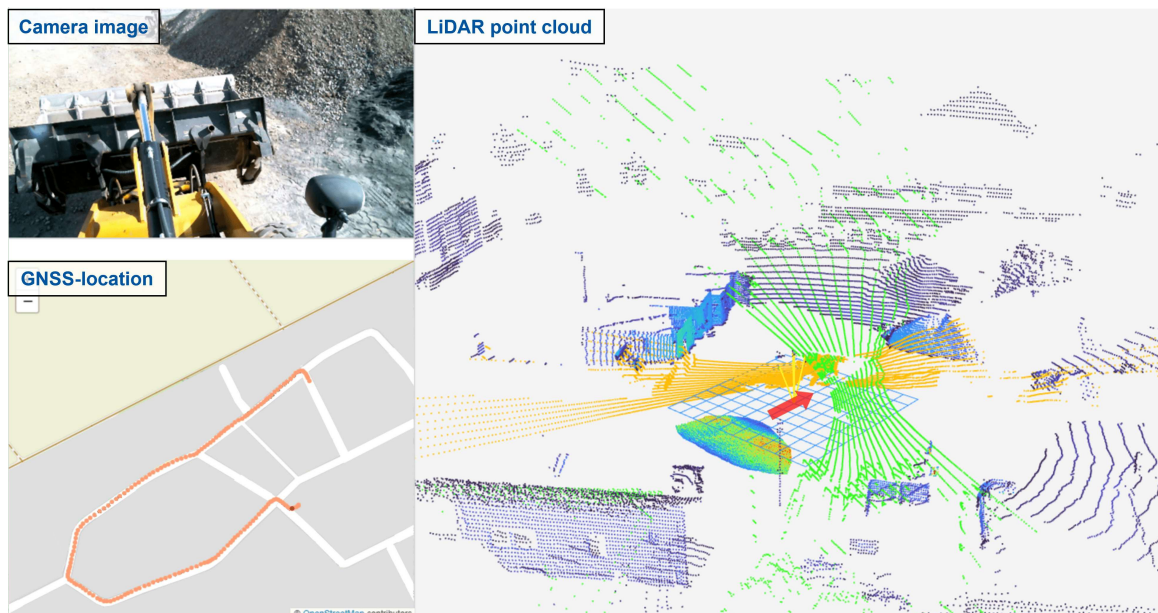 Camera image
LiDAR point cloud
GNSS-location
−
© OpenStreetMap contributors